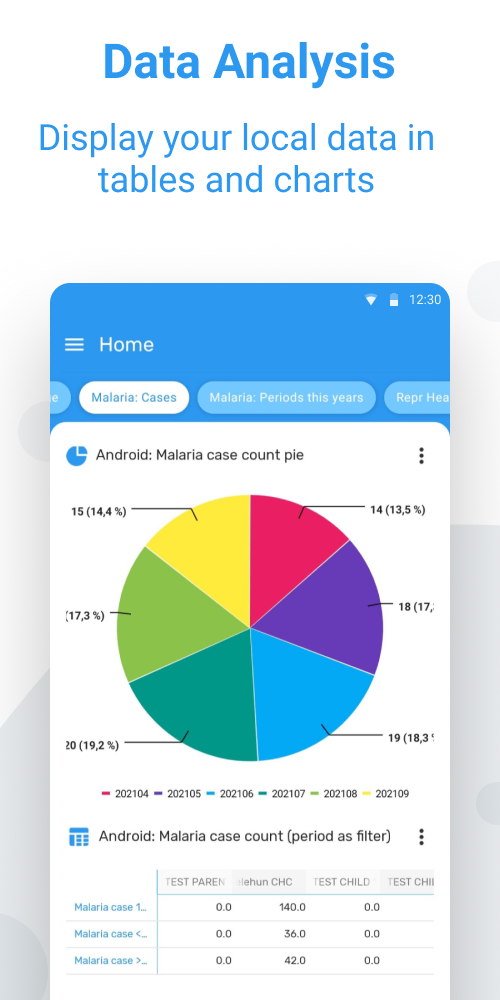 Data Analysis
Display your local data in
tables and charts
12:30
Home
Malaria: Cases
Malaria: Periods this years
Repr Hea
Android: Malaria case count pie
15 (14,4 %)
14 (13,5 %)
(17,3 %)
18 (17,
20 (19,2 %)
19 (18,3
202104 202105 202106 202107 202108 202109
Android: Malaria case count (period as filter)
TEST PAREN lehun CHC TEST CHILD TEST CHIL
Malaria case 1... 0.0 140.0 0.0
Malaria case <... 0.0 36.0 0.0
Malaria case >... 0.0 42.0 0.0